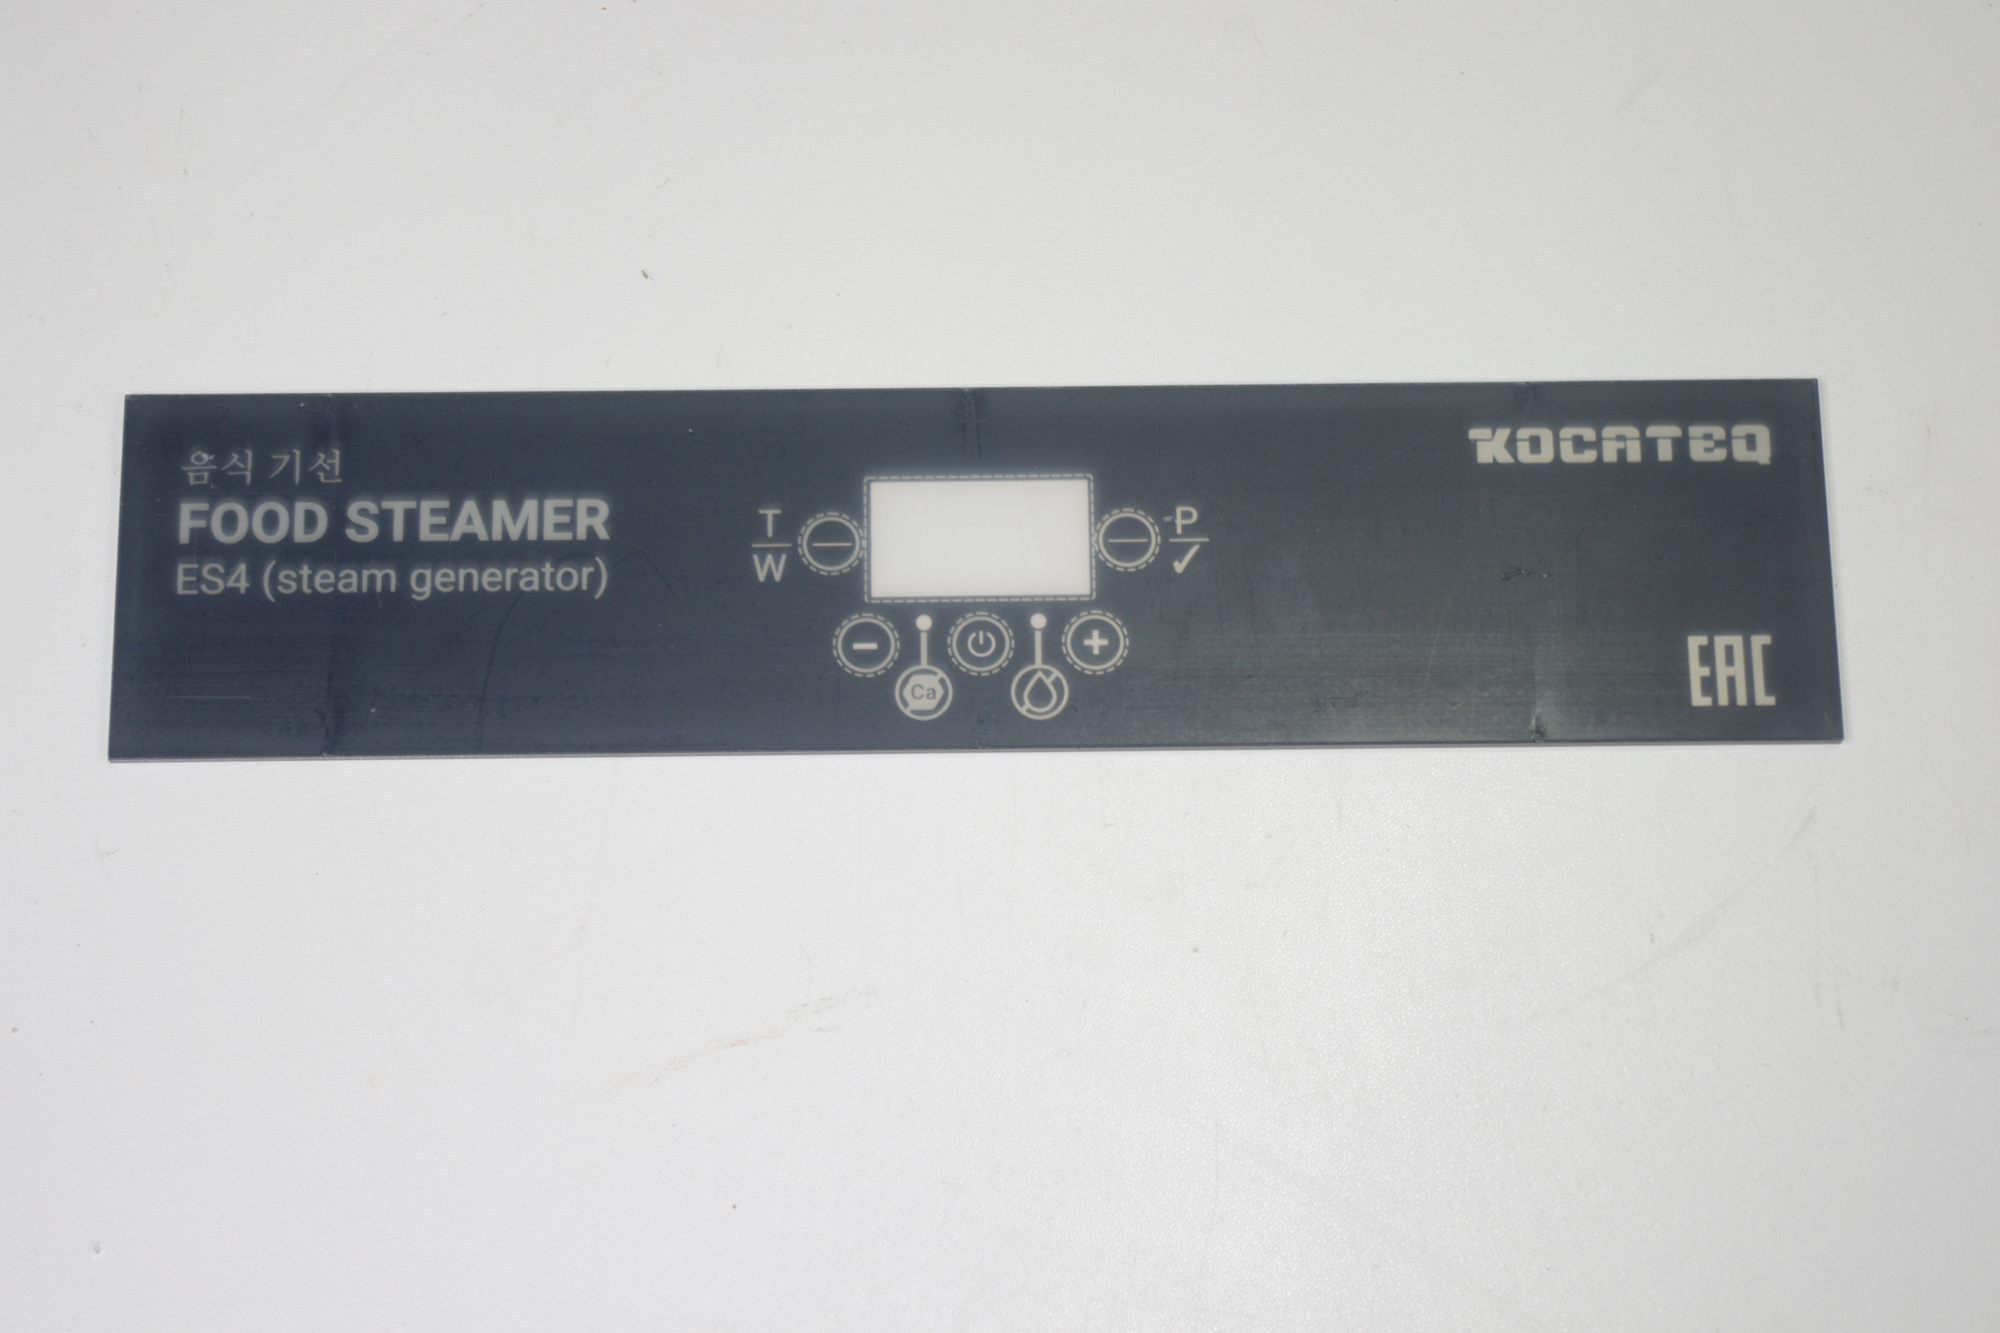 음식 기선
FOOD STEAMER
ES4 (steam generator)
T
W
P
✓
−
+
Ca
KOCATEQ
EAC